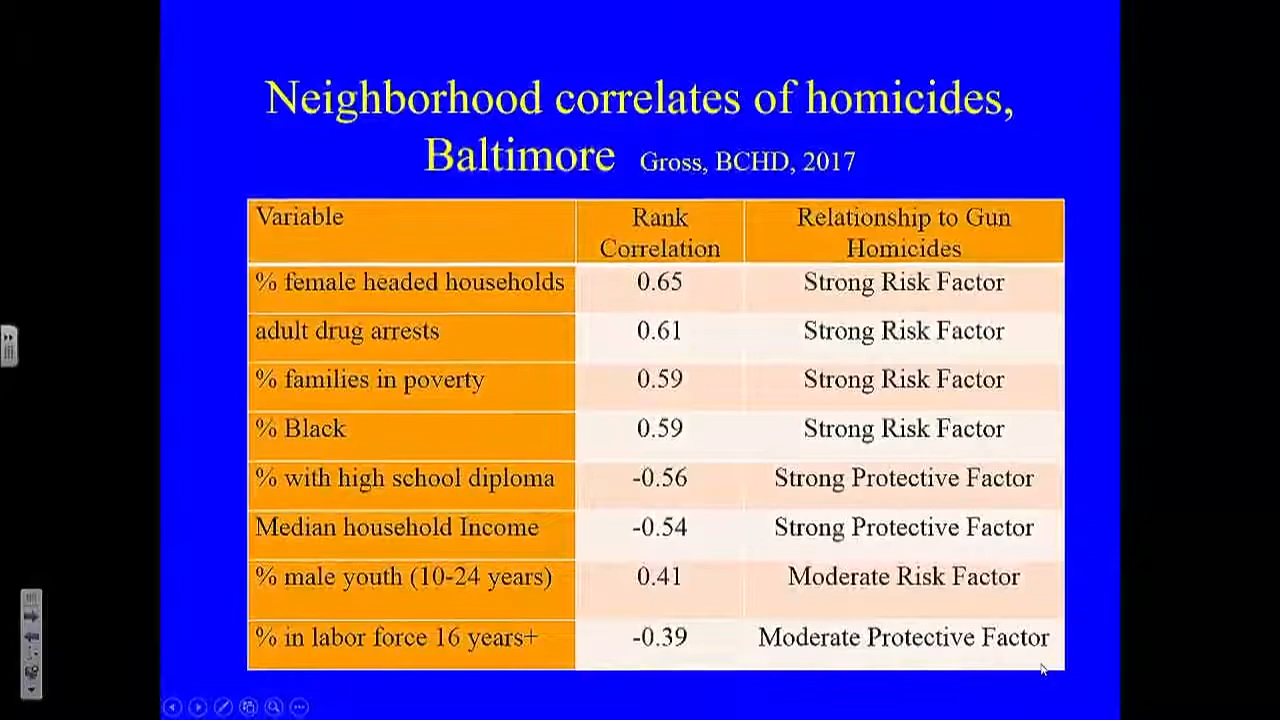 Neighborhood correlates of homicides,
Baltimore Gross, BCHD, 2017
Variable Rank Correlation Relationship to Gun Homicides
% female headed households 0.65 Strong Risk Factor
adult drug arrests 0.61 Strong Risk Factor
% families in poverty 0.59 Strong Risk Factor
% Black 0.59 Strong Risk Factor
% with high school diploma -0.56 Strong Protective Factor
Median household Income -0.54 Strong Protective Factor
% male youth (10-24 years) 0.41 Moderate Risk Factor
% in labor force 16 years+ -0.39 Moderate Protective Factor